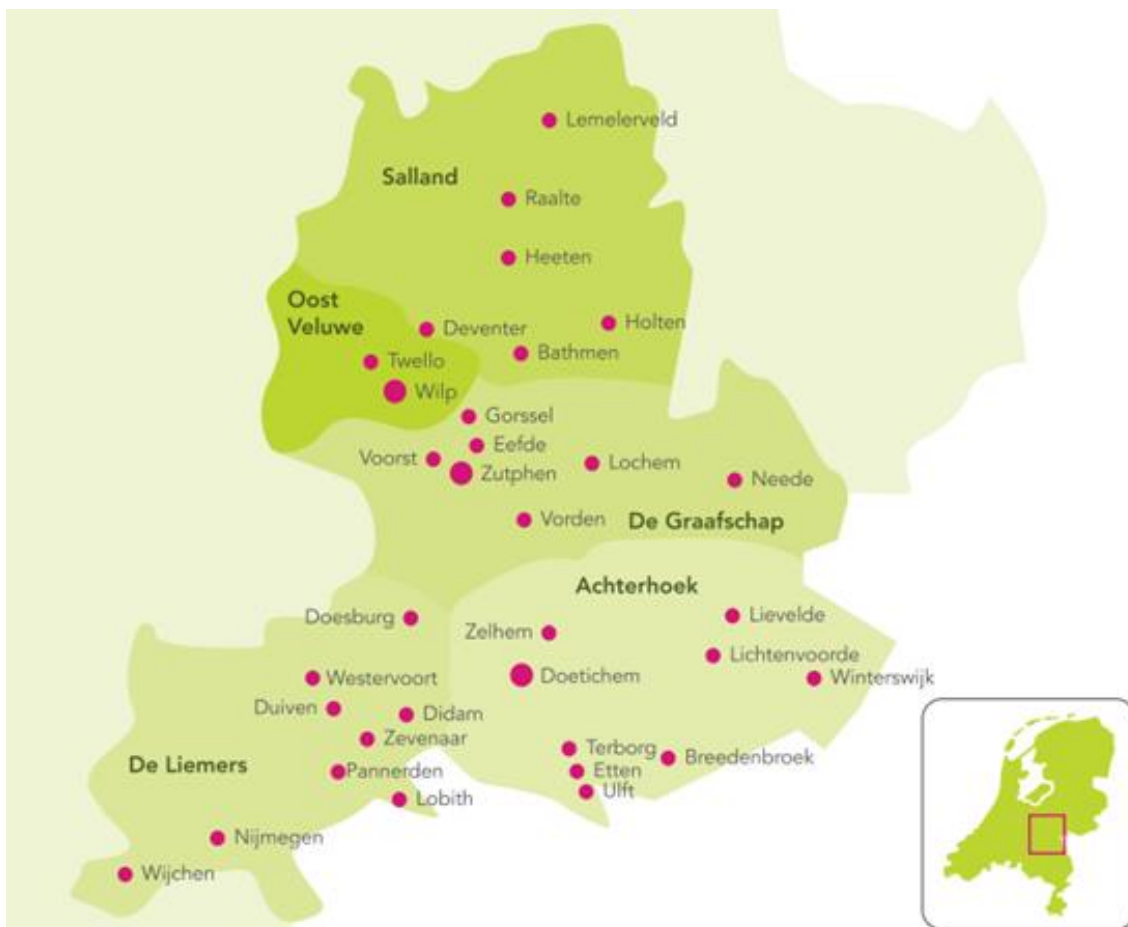 Lemelerveld
Salland
Raalte
Heeten
Oost
Veluwe
Deventer
Holten
Twello
Bathmen
Wilp
Gorssel
Eefde
Voorst
Zutphen
Lochem
Neede
Vorden
De Graafschap
Achterhoek
Doesburg
Zelhem
Lievelde
Lichtenvoorde
Westervoort
Doetichem
Winterswijk
Duiven
Didam
Zevenaar
Terborg
Breedenbroek
De Liemers
Pannerden
Etten
Ulft
Lobith
Nijmegen
Wijchen